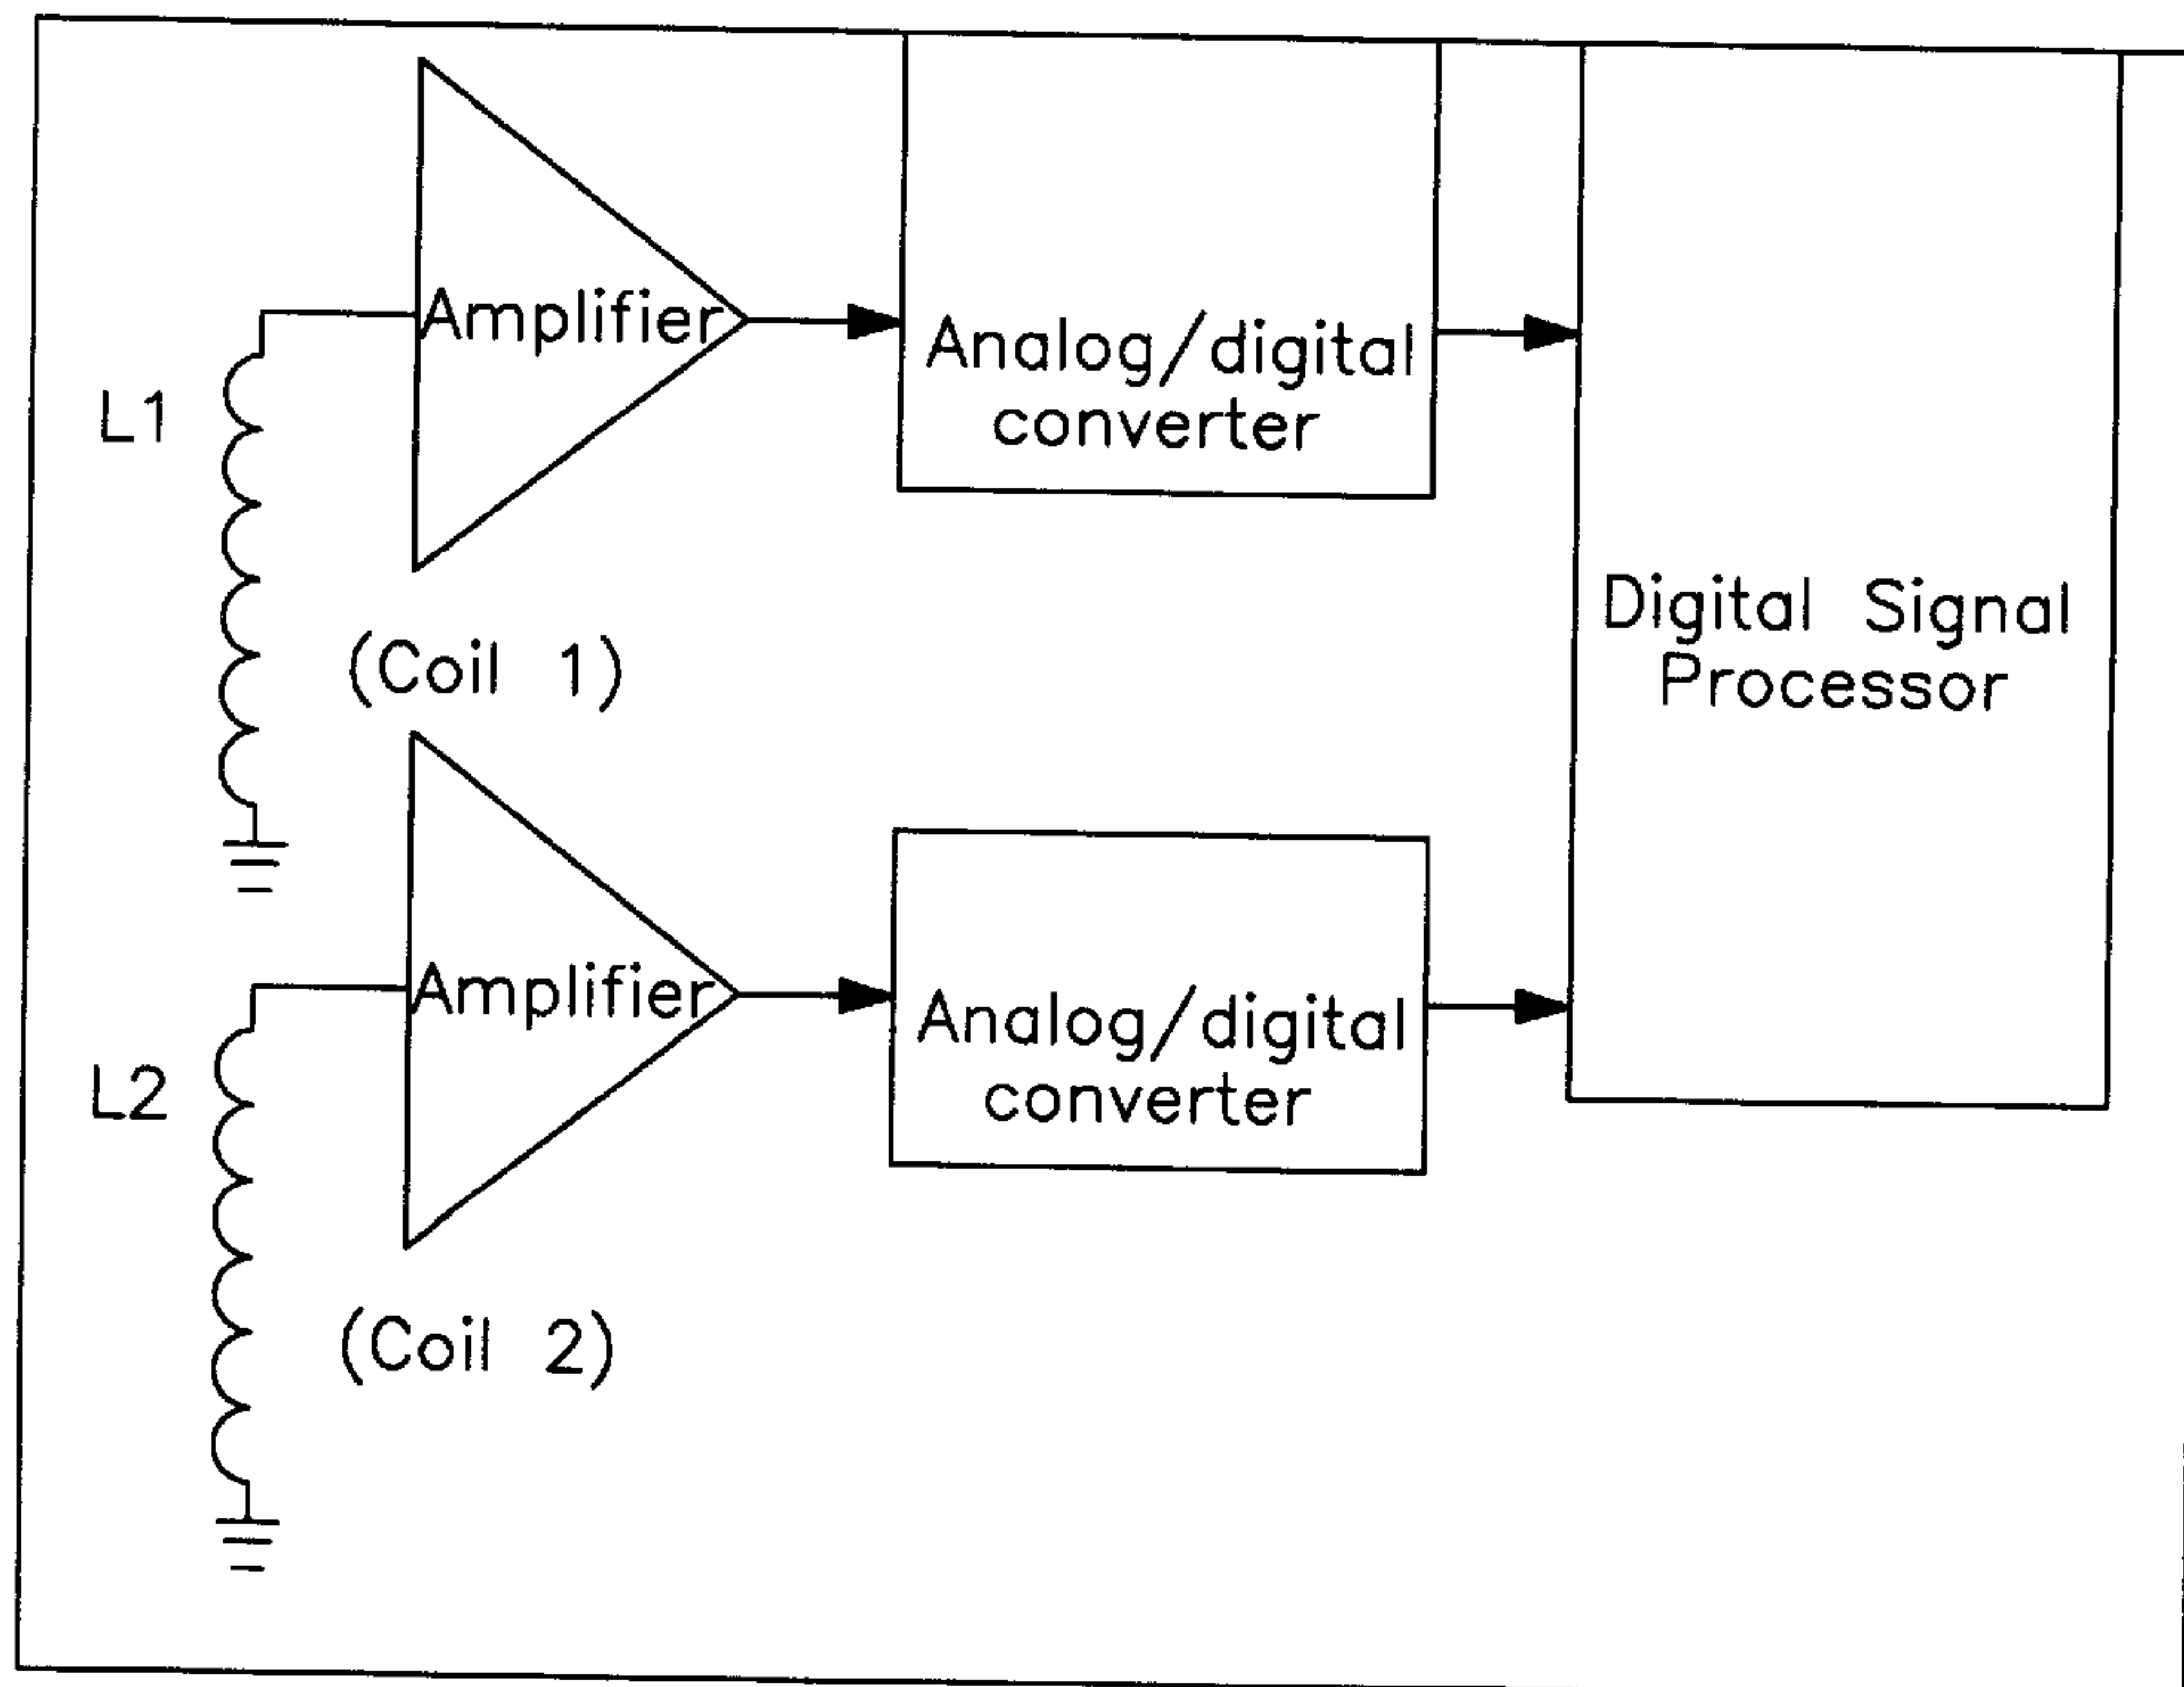 Amplifier
Analog/digital
converter
L1
Digital Signal
Processor
(Coil 1)
Amplifier
Analog/digital
converter
L2
(Coil 2)